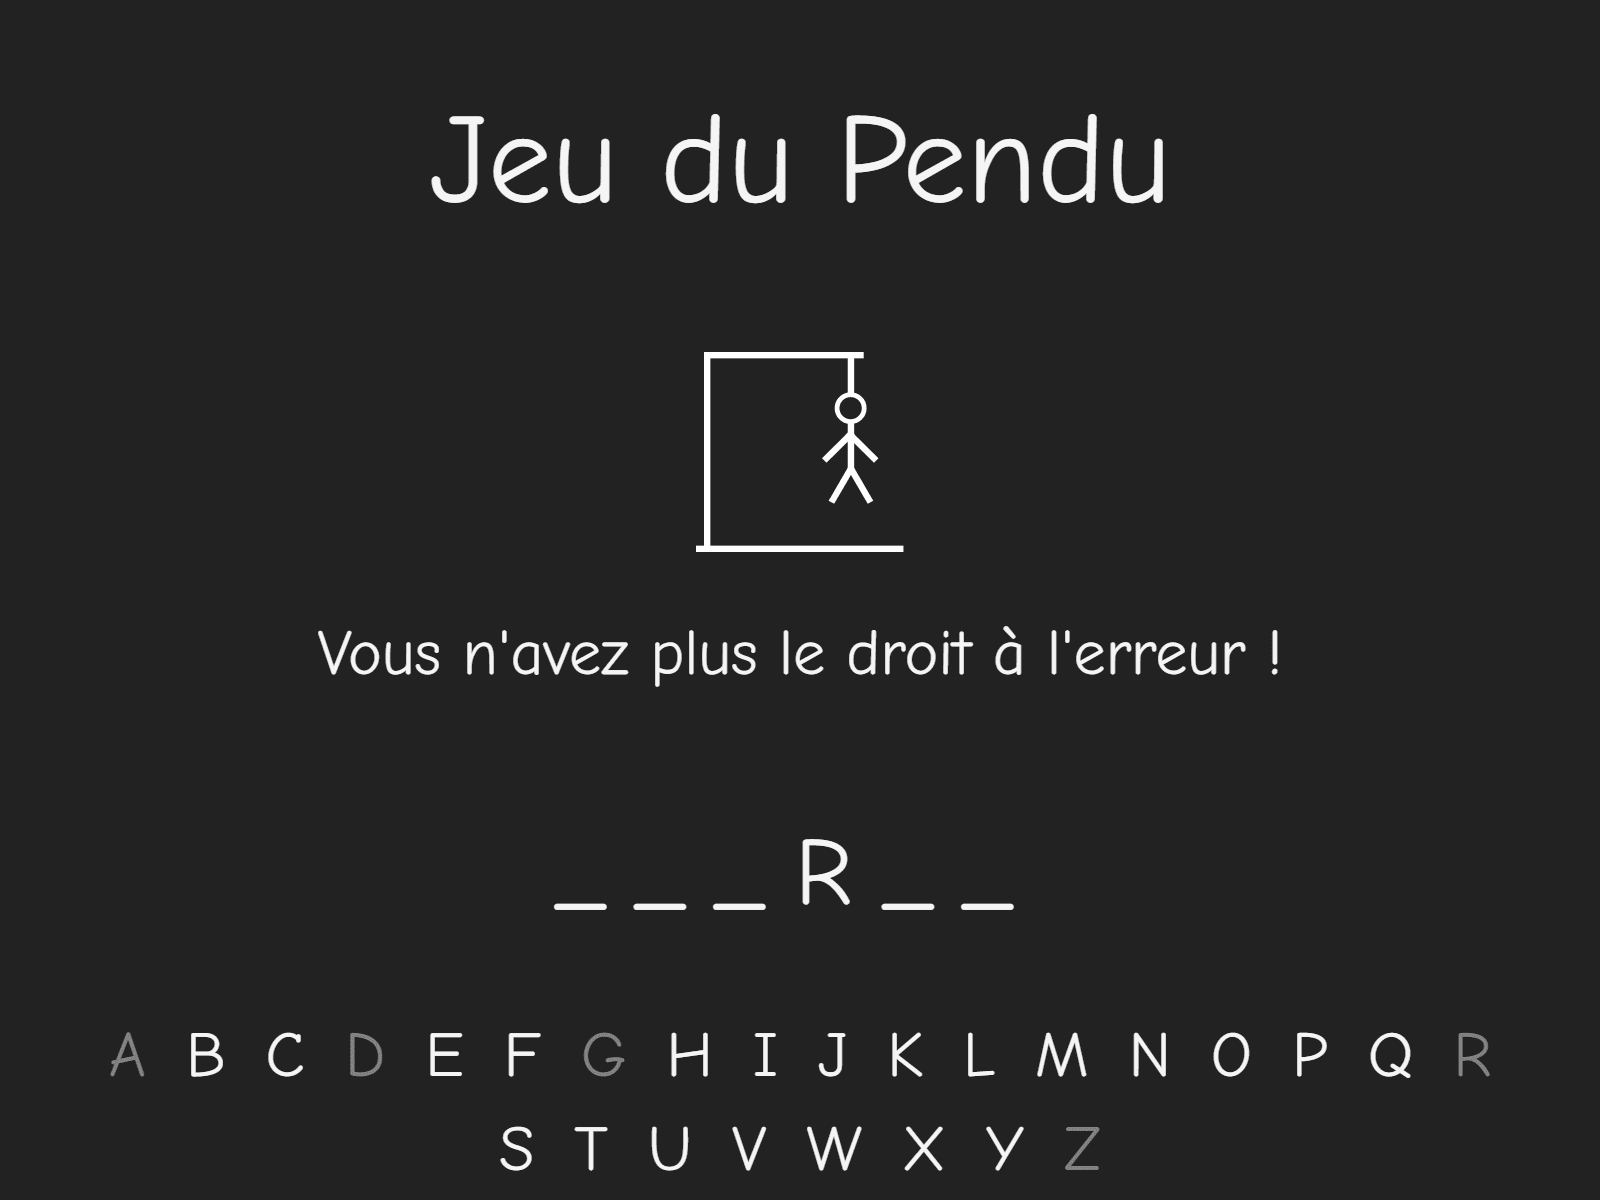 Jeu du Pendu
Vous n'avez plus le droit à l'erreur !
_ _ _ R _ _
A B C D E F G H I J K L M N O P Q R
S T U V W X Y Z